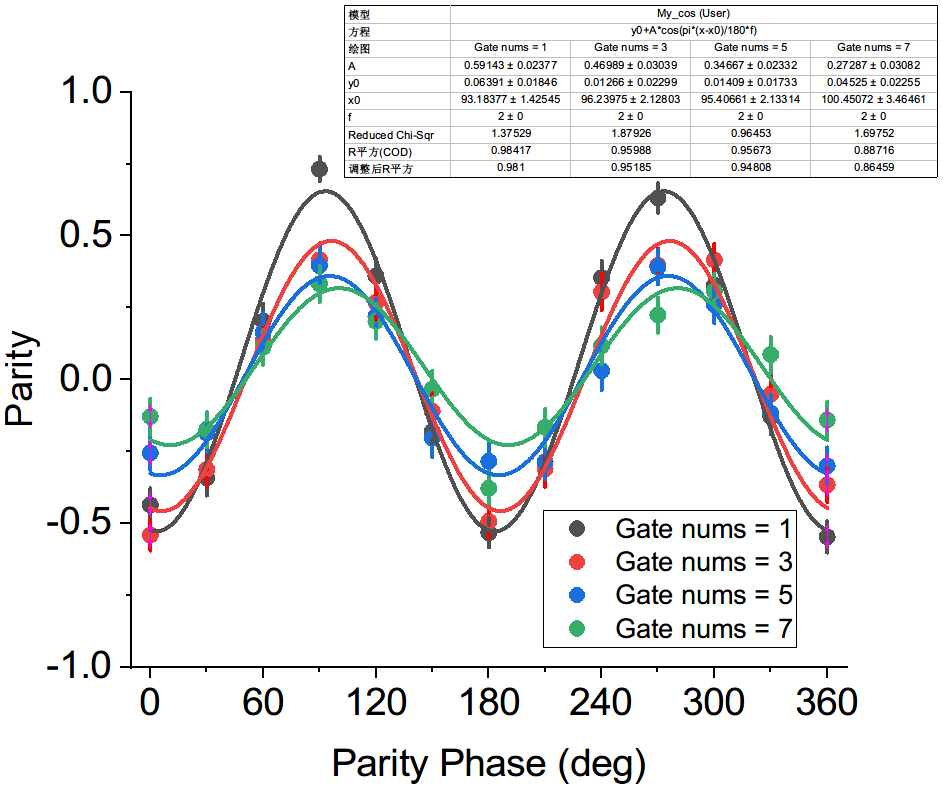 模型 My_cos (User)
方程 y0+A*cos(pi*(x-x0)/180*f)
绘图 Gate nums = 1 Gate nums = 3 Gate nums = 5 Gate nums = 7
A 0.59143 ± 0.02377 0.46989 ± 0.03039 0.34667 ± 0.02332 0.27287 ± 0.03082
y0 0.06391 ± 0.01846 0.01266 ± 0.02299 0.01409 ± 0.01733 0.04525 ± 0.02255
x0 93.18377 ± 1.42545 96.23975 ± 2.12803 95.40661 ± 2.13314 100.45072 ± 3.46461
f 2 ± 0 2 ± 0 2 ± 0 2 ± 0
Reduced Chi-Sqr 1.37529 1.87926 0.96453 1.69752
R平方(COD) 0.98417 0.95988 0.95673 0.88716
调整后R平方 0.981 0.95185 0.94808 0.86459
1.0
0.5
0.0
-0.5
-1.0
Parity
Gate nums = 1
Gate nums = 3
Gate nums = 5
Gate nums = 7
0 60 120 180 240 300 360
Parity Phase (deg)